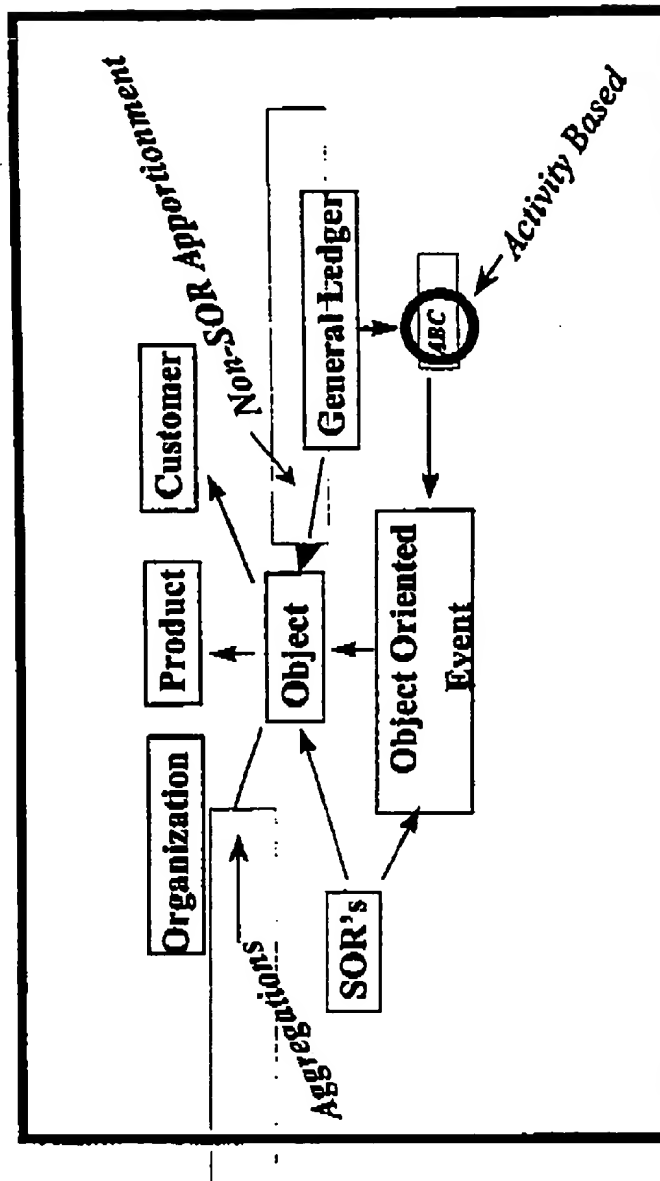 Organization
Product
Customer
Aggregations
Object
Non-SOR Apportionment
SOR's
General Ledger
Object Oriented
Event
ABC
Activity Based